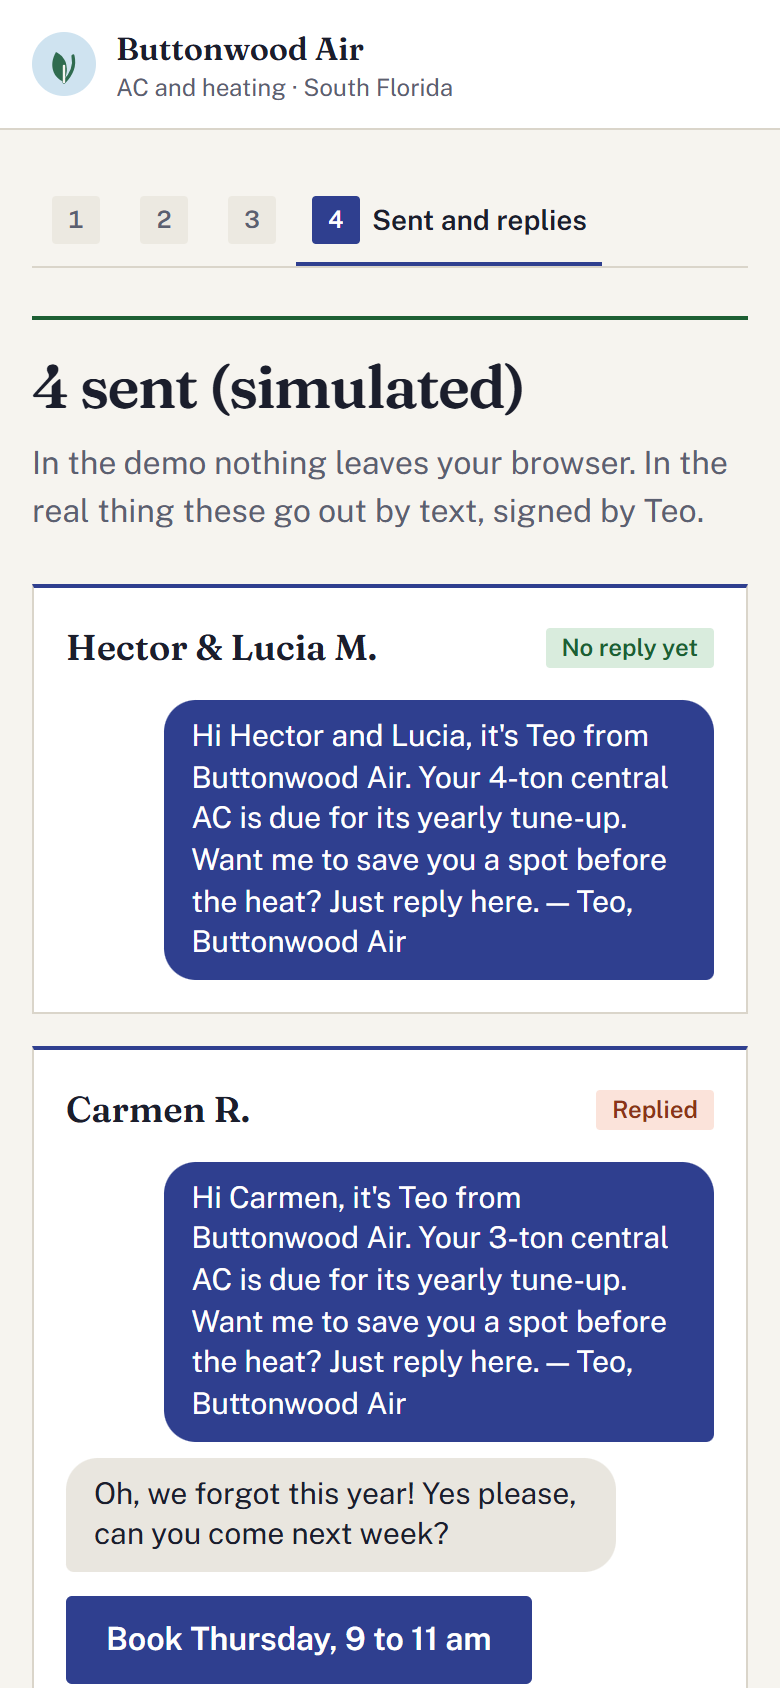 Buttonwood Air
AC and heating · South Florida
1 2 3 4 Sent and replies
4 sent (simulated)
In the demo nothing leaves your browser. In the
real thing these go out by text, signed by Teo.
Hector & Lucia M. No reply yet
Hi Hector and Lucia, it's Teo from
Buttonwood Air. Your 4-ton central
AC is due for its yearly tune-up.
Want me to save you a spot before
the heat? Just reply here. — Teo,
Buttonwood Air
Carmen R. Replied
Hi Carmen, it's Teo from
Buttonwood Air. Your 3-ton central
AC is due for its yearly tune-up.
Want me to save you a spot before
the heat? Just reply here. — Teo,
Buttonwood Air
Oh, we forgot this year! Yes please,
can you come next week?
Book Thursday, 9 to 11 am